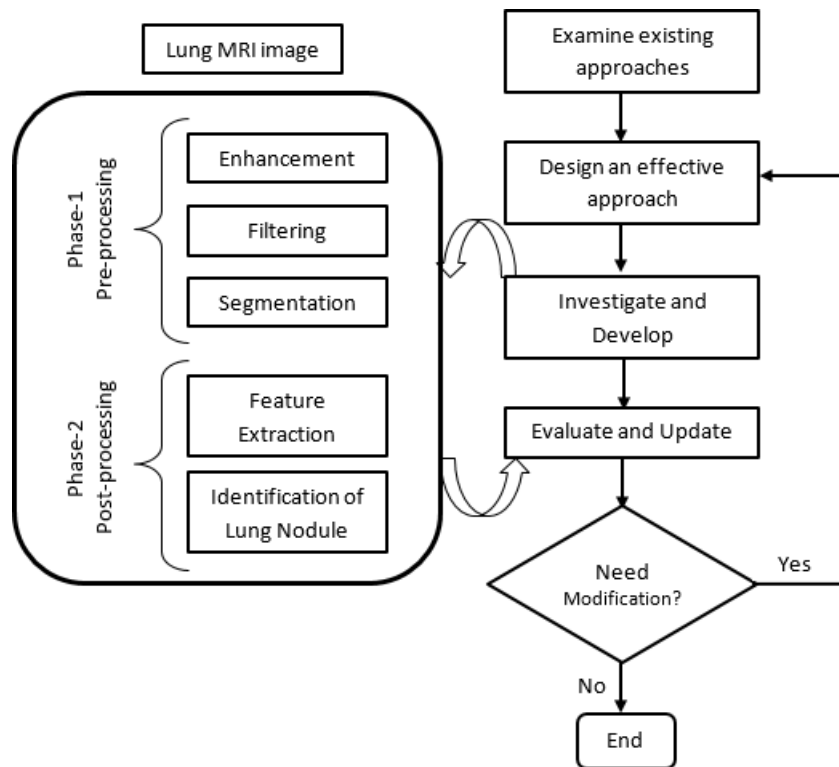 Lung MRI image
Phase-1
Pre-processing
Enhancement
Filtering
Segmentation
Phase-2
Post-processing
Feature
Extraction
Identification of
Lung Nodule
Examine existing
approaches
Design an effective
approach
Investigate and
Develop
Evaluate and Update
Need
Modification?
Yes
No
End